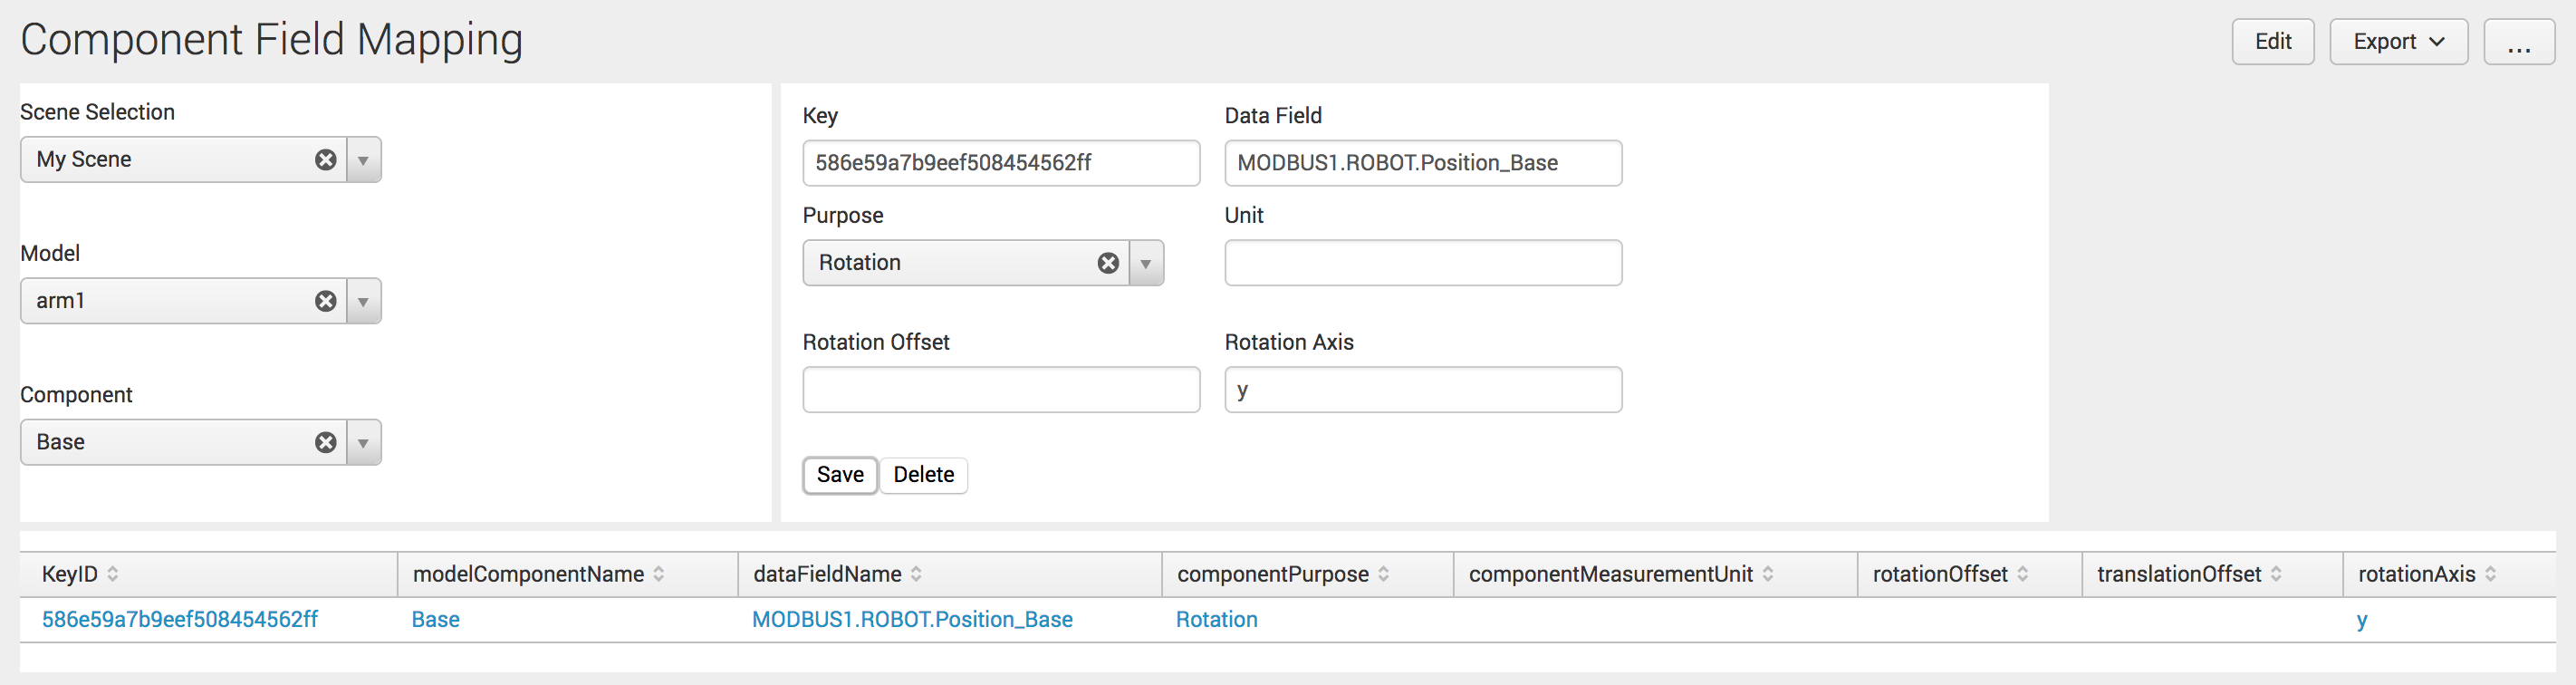 Component Field Mapping
Edit
Export
...
Scene Selection
My Scene
Model
arm1
Component
Base
Key
Data Field
586e59a7b9eef508454562ff
MODBUS1.ROBOT.Position_Base
Purpose
Unit
Rotation
Rotation Offset
Rotation Axis
y
Save
Delete
KeyID modelComponentName dataFieldName componentPurpose componentMeasurementUnit rotationOffset translationOffset rotationAxis
586e59a7b9eef508454562ff Base MODBUS1.ROBOT.Position_Base Rotation y